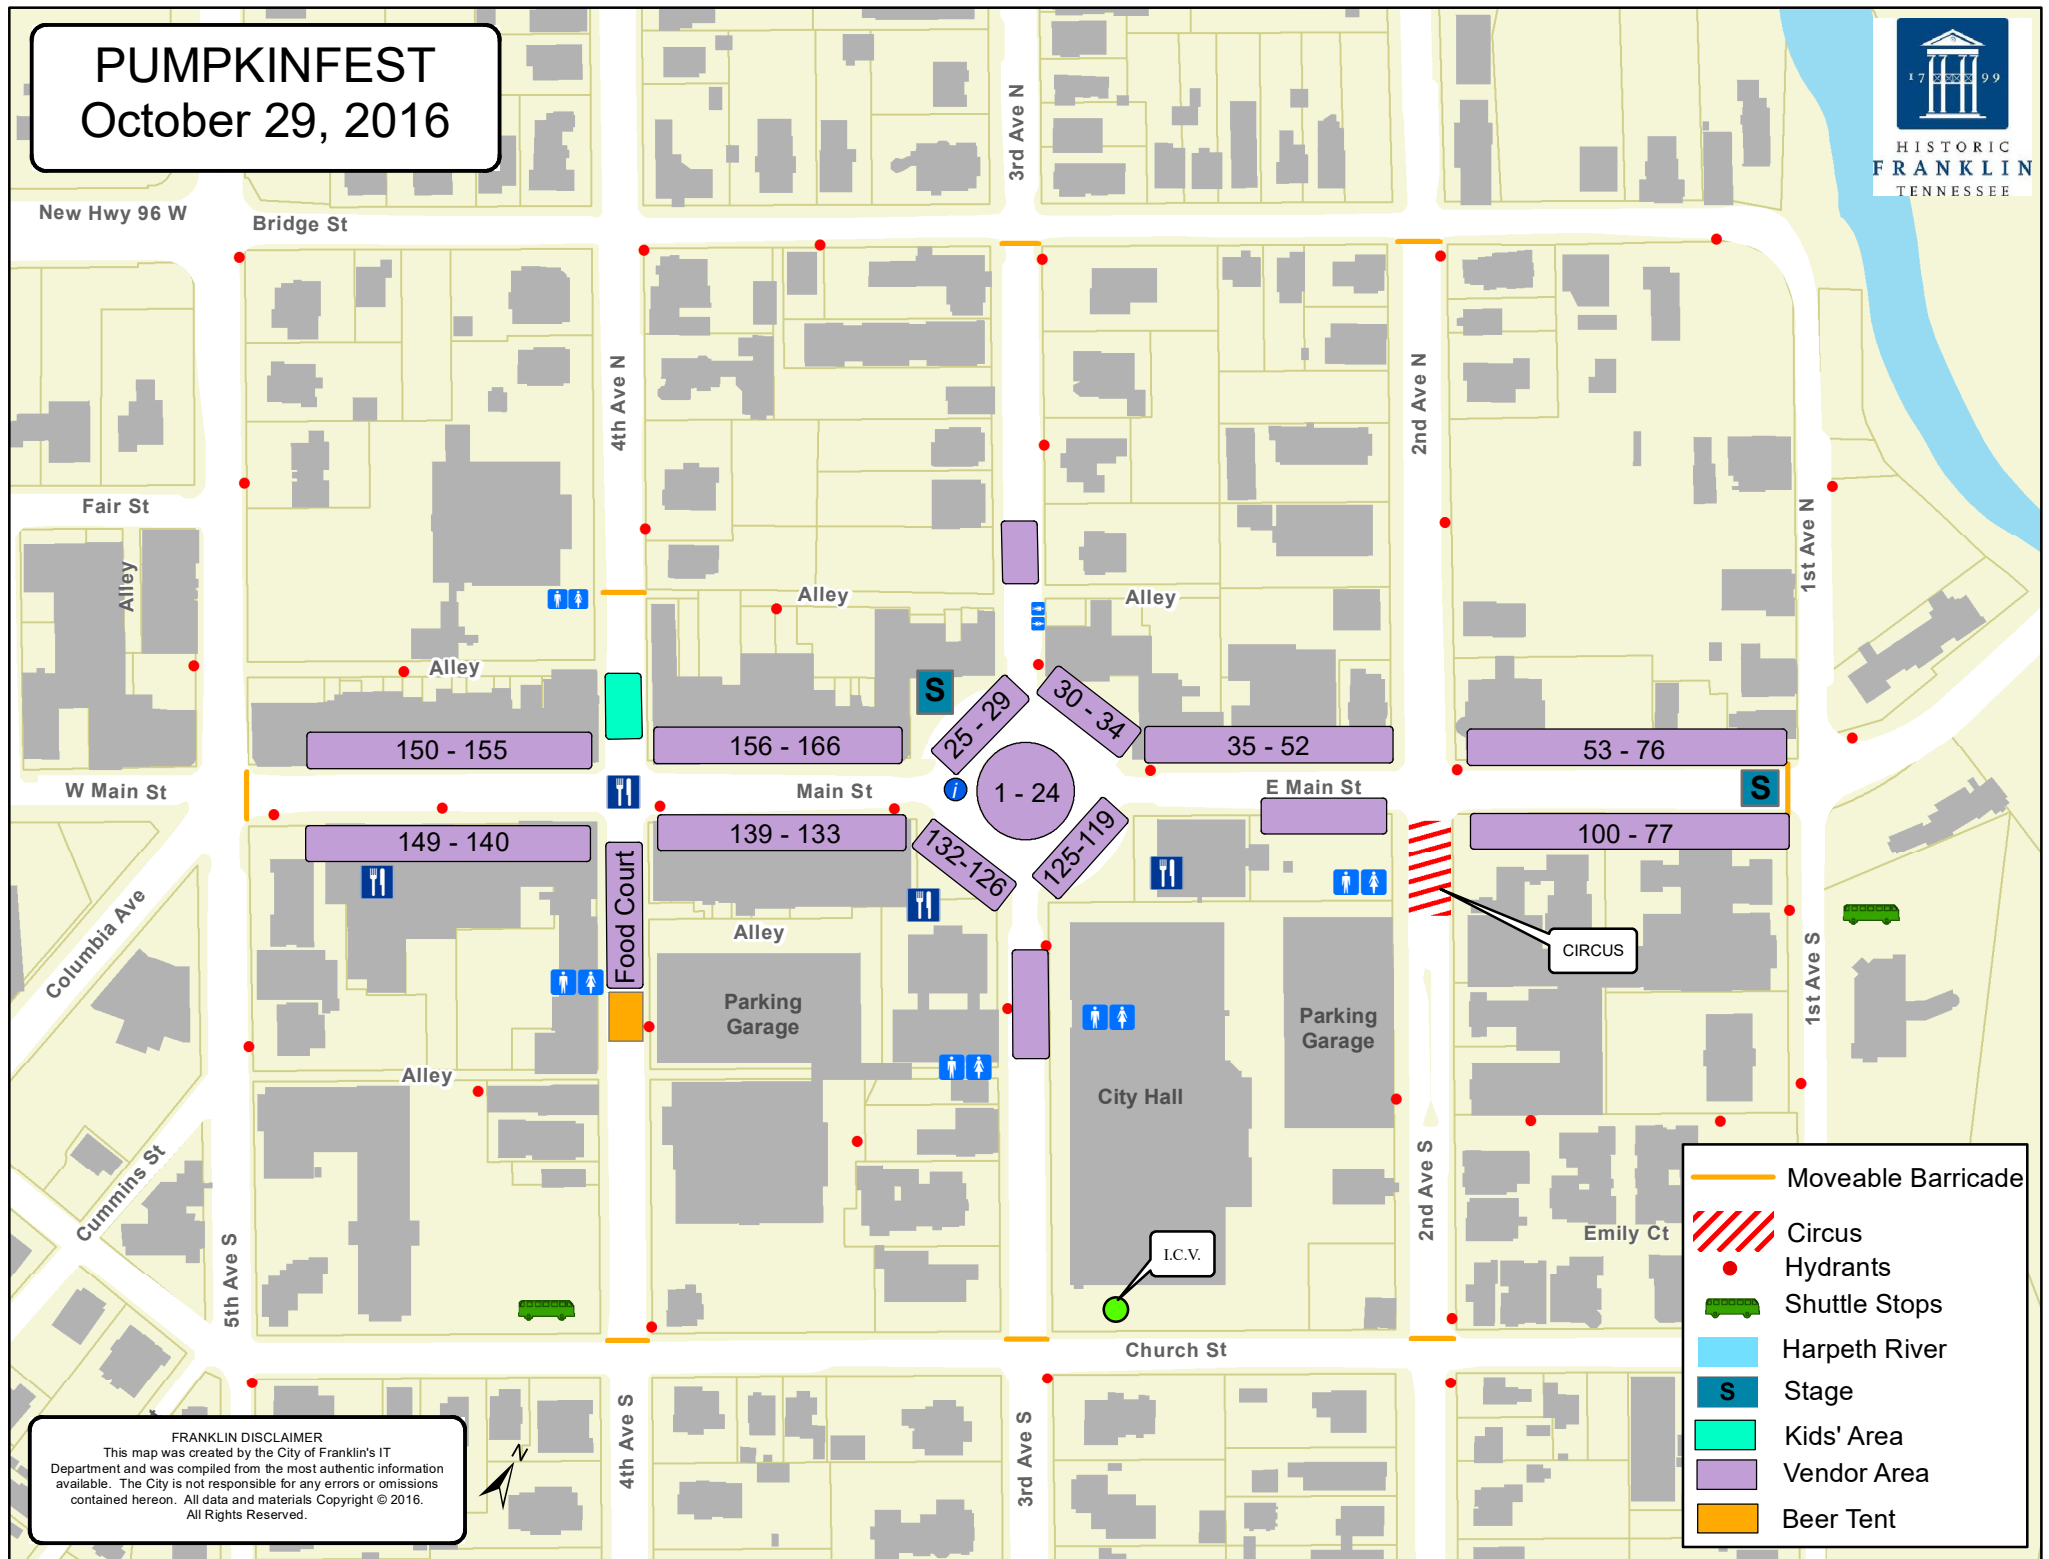 PUMPKINFEST
October 29, 2016
17 99
HISTORIC
FRANKLIN
TENNESSEE
3rd Ave N
New Hwy 96 W
Bridge St
4th Ave N
2nd Ave N
Fair St
1st Ave N
Alley
Alley
Alley
Alley
S
25 - 29
30 - 34
150 - 155
156 - 166
35 - 52
53 - 76
W Main St
Main St
i
1 - 24
E Main St
S
149 - 140
139 - 133
132-126
125-119
100 - 77
Food Court
Columbia Ave
Alley
CIRCUS
Parking
Garage
Parking
Garage
1st Ave S
Alley
City Hall
Cummins St
2nd Ave S
5th Ave S
I.C.V.
Emily Ct
Church St
4th Ave S
3rd Ave S
Moveable Barricade
Circus
Hydrants
Shuttle Stops
Harpeth River
S
Stage
Kids' Area
Vendor Area
Beer Tent
FRANKLIN DISCLAIMER
This map was created by the City of Franklin's IT
Department and was compiled from the most authentic information
available.  The City is not responsible for any errors or omissions
contained hereon.  All data and materials Copyright © 2016.
All Rights Reserved.
N